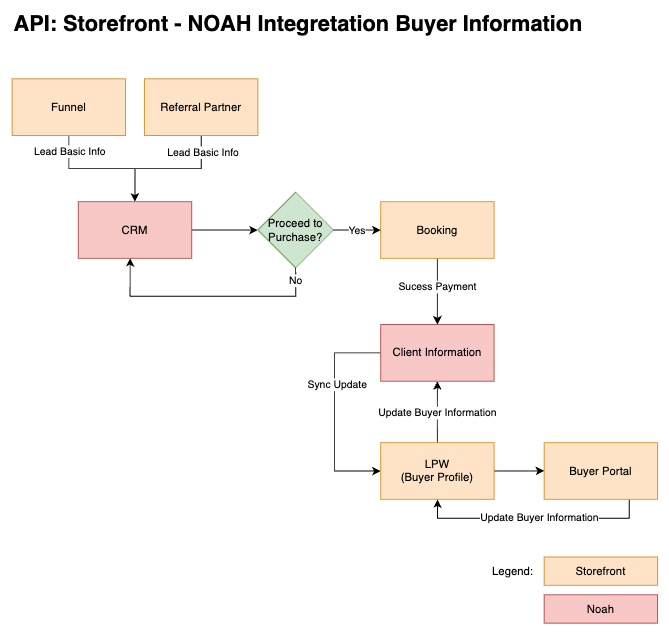 API: Storefront - NOAH Integretation Buyer Information
Funnel
Referral Partner
Lead Basic Info
Lead Basic Info
CRM
Proceed to
Purchase?
Yes
Booking
No
Sucess Payment
Client Information
Sync Update
Update Buyer Information
LPW
(Buyer Profile)
Buyer Portal
Update Buyer Information
Legend:
Storefront
Noah